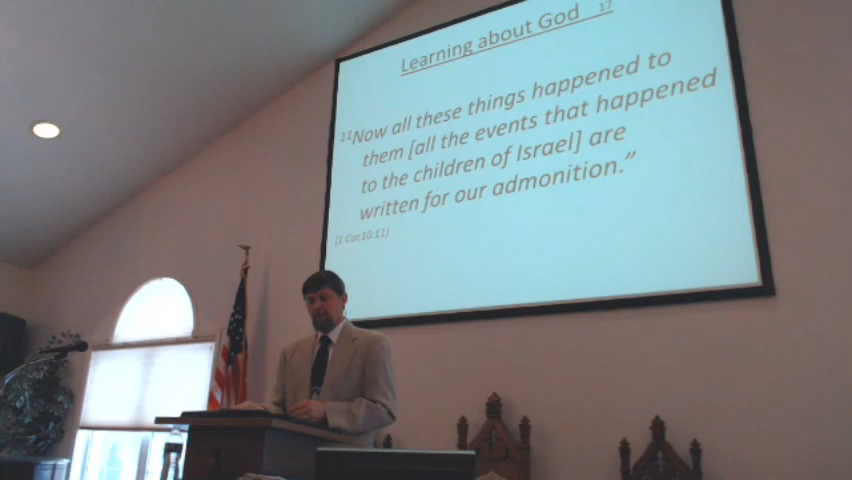 Learning about God 17
11Now all these things happened to
them [all the events that happened
to the children of Israel] are
written for our admonition.”
(1 Cor.10:11)